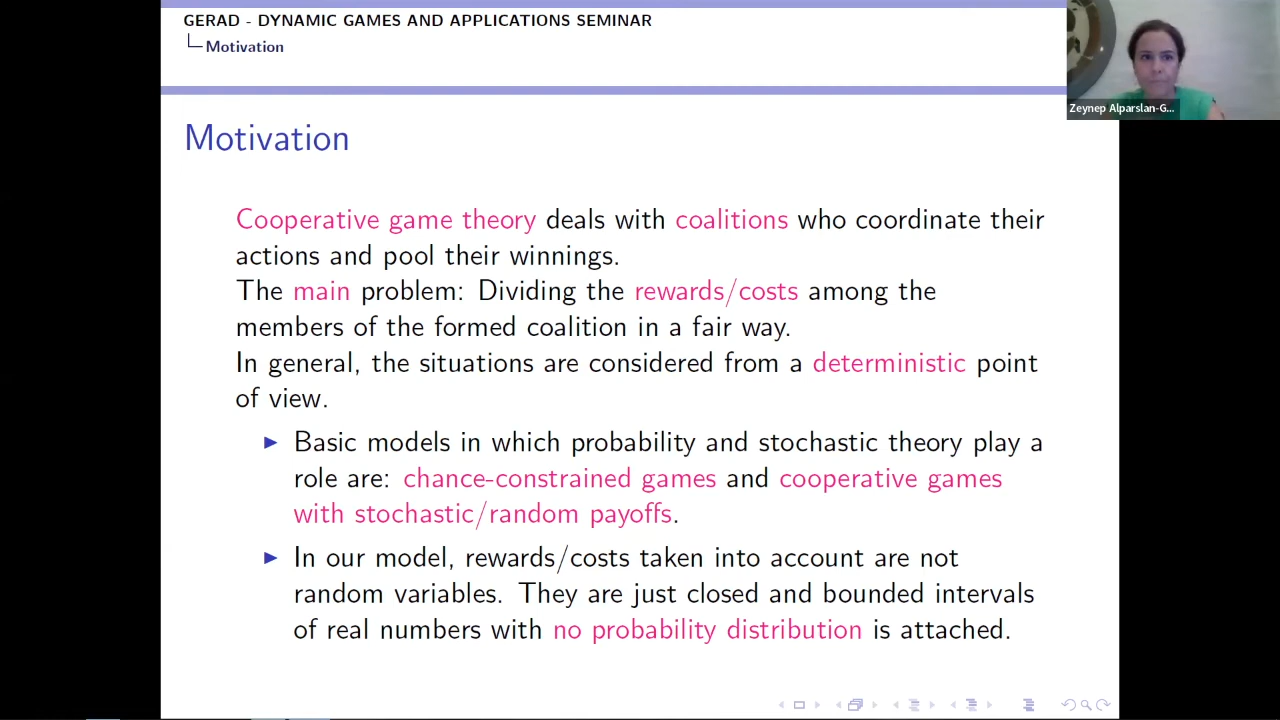 GERAD - DYNAMIC GAMES AND APPLICATIONS SEMINAR
Motivation
Zeynep Alparslan-G...
Motivation
Cooperative game theory deals with coalitions who coordinate their
actions and pool their winnings.
The main problem: Dividing the rewards/costs among the
members of the formed coalition in a fair way.
In general, the situations are considered from a deterministic point
of view.
▶ Basic models in which probability and stochastic theory play a
role are: chance-constrained games and cooperative games
with stochastic/random payoffs.
▶ In our model, rewards/costs taken into account are not
random variables. They are just closed and bounded intervals
of real numbers with no probability distribution is attached.